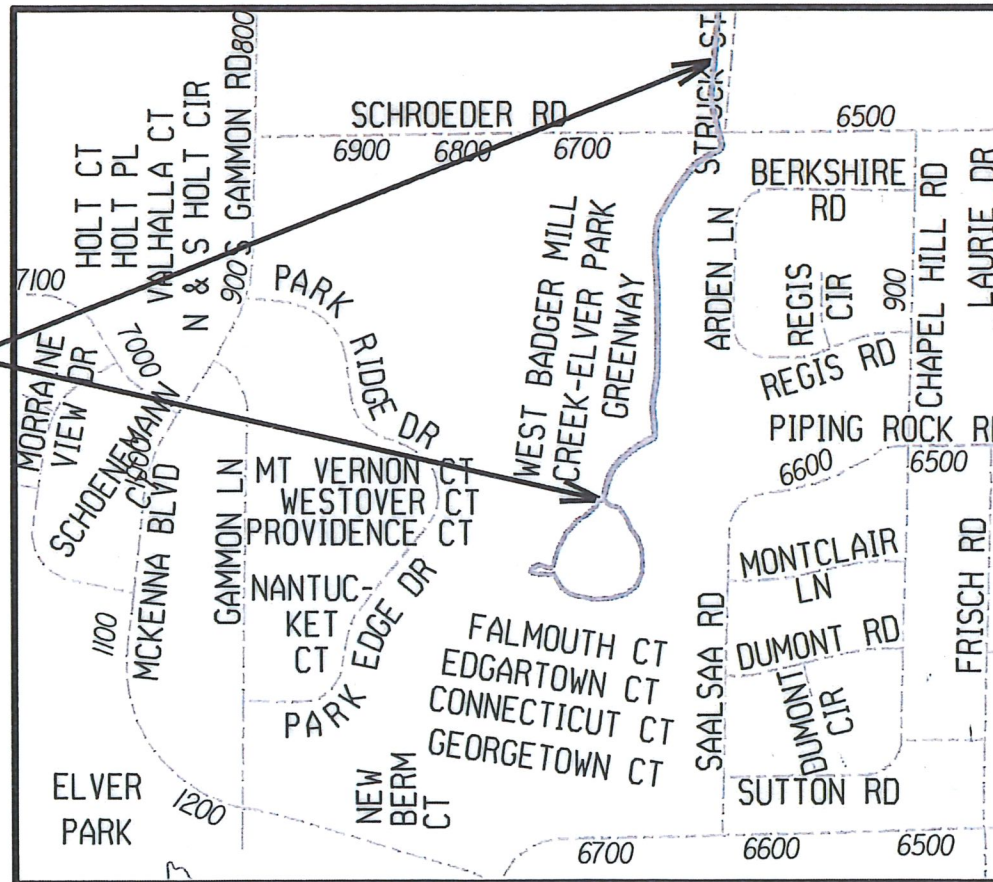 STRUCK ST
800
S GAMMON RD
SCHROEDER RD
6900
6800
6700
6500
HOLT CT
HOLT PL
VALHALLA CT
N & S HOLT CIR
900
BERKSHIRE
RD
ARDEN LN
REGIS
CIR
900
CHAPEL HILL RD
LAURIE DR
REGIS RD
7100
7000
PARK RIDGE DR
WEST BADGER MILL
CREEK-ELVER PARK
GREENWAY
MORRAINE
VIEW DR
SCHOENEMANN
1000
MCKENNA BLVD
GAMMON LN
MT VERNON CT
WESTOVER CT
PROVIDENCE CT
NANTUC-
KET
CT
PARK EDGE DR
PIPING ROCK
6600
6500
MONTCLAIR
LN
DUMONT RD
DUMONT
CIR
FRISCH RD
SAALSAA RD
SUTTON RD
FALMOUTH CT
EDGARTOWN CT
CONNECTICUT CT
GEORGETOWN CT
1100
NEW
BERM
CT
ELVER
PARK
1200
6700
6600
6500